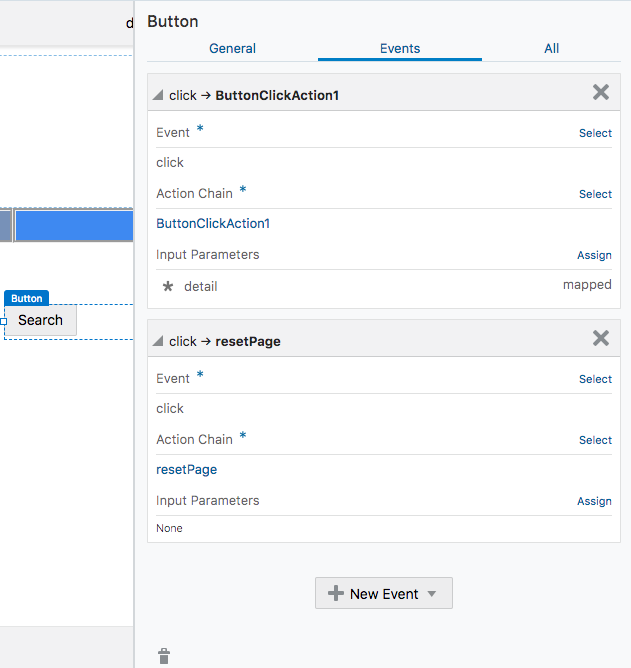 d
Button
General Events All
click → ButtonClickAction1
Event *
Select
click
Action Chain *
Select
ButtonClickAction1
Input Parameters
Assign
* detail
mapped
Button
Search
click → resetPage
Event *
Select
click
Action Chain *
Select
resetPage
Input Parameters
Assign
None
New Event